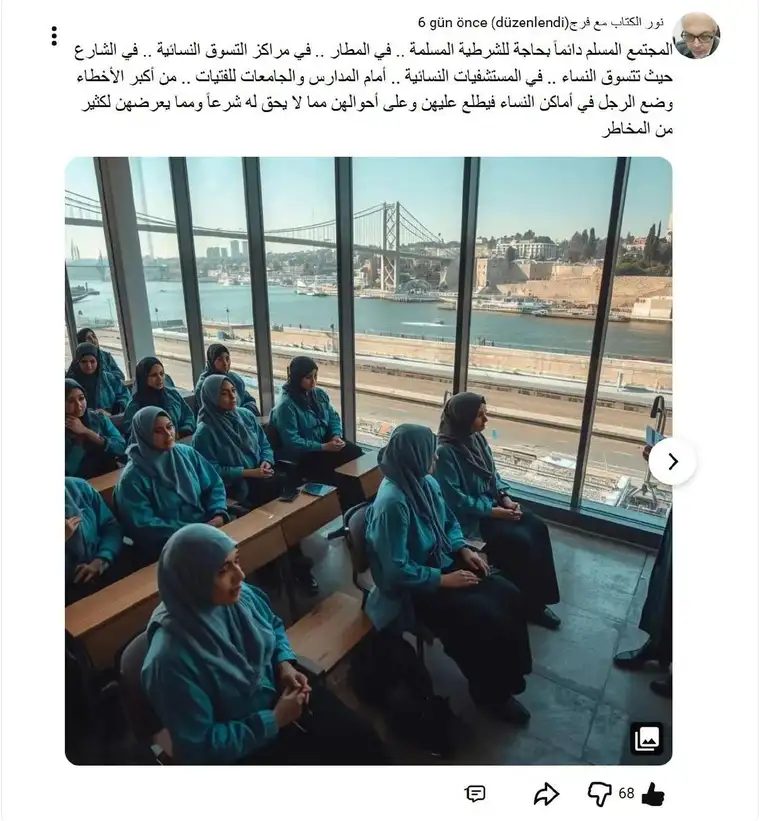 نور الكتاب مع فرج(düzenlendi) 6 gün önce
المجتمع المسلم دائماً بحاجة للشرطية المسلمة .. في المطار .. في مراكز التسوق النسائية .. في الشارع
حيث تتسوق النساء .. في المستشفيات النسائية .. أمام المدارس والجامعات للفتيات .. من أكبر الأخطاء
وضع الرجل في أماكن النساء فيطلع عليهن وعلى أحوالهن مما لا يحق له شرعاً ومما يعرضهن لكثير
من المخاطر
68